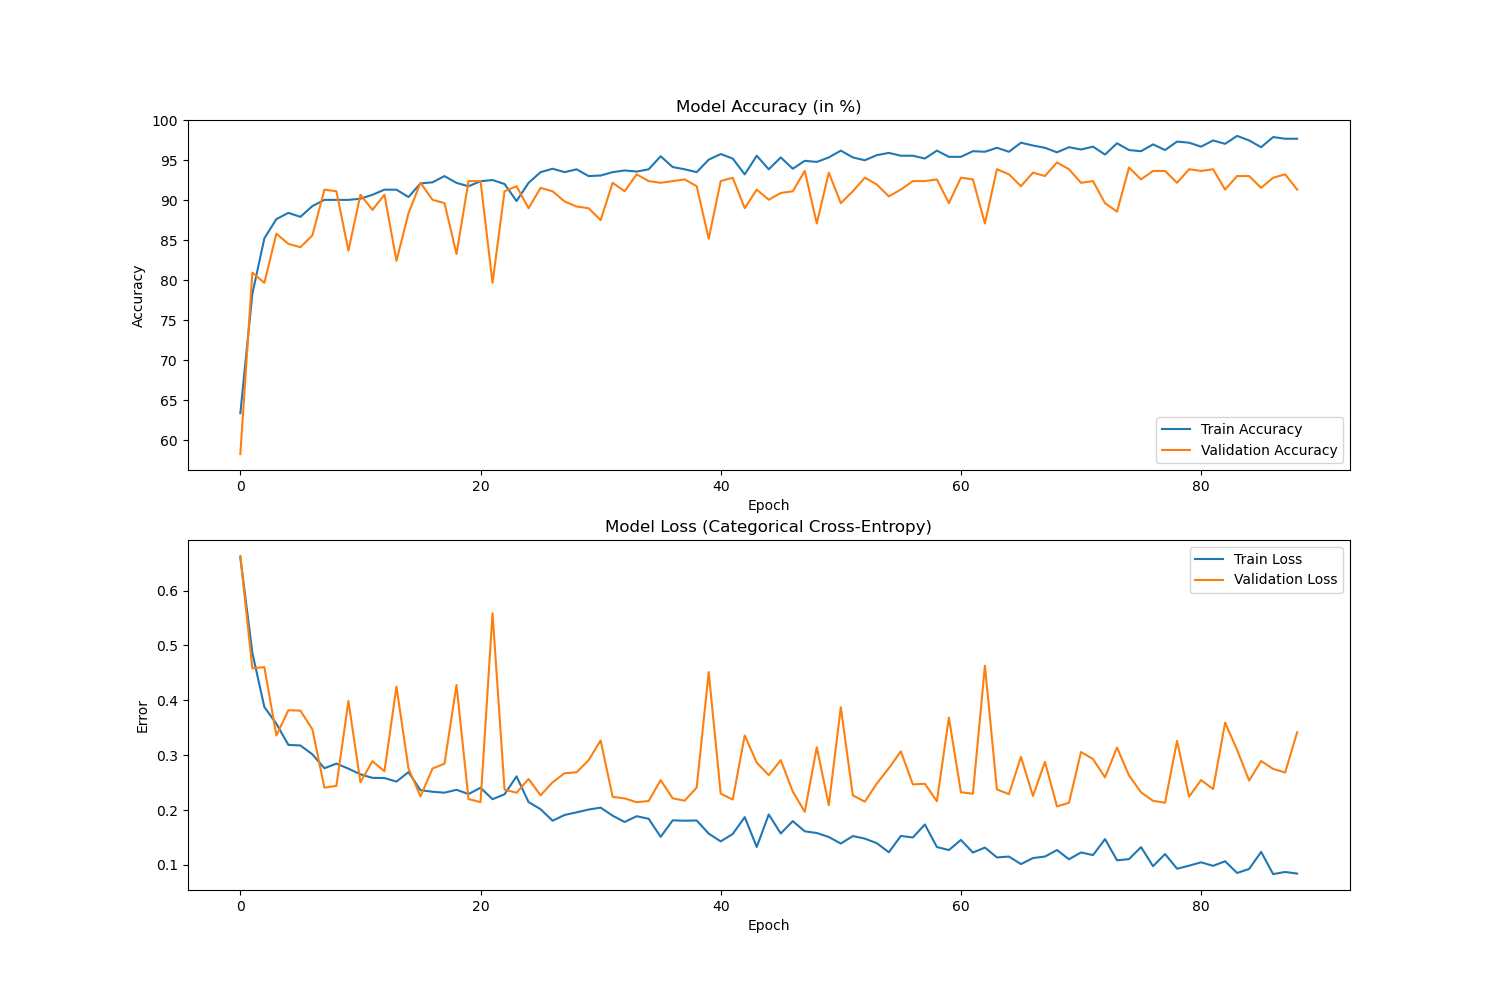 Model Accuracy (in %)
100
95
90
85
80
75
70
65
60
Accuracy
Train Accuracy
Validation Accuracy
0 20 40 60 80
Epoch
Model Loss (Categorical Cross-Entropy)
0.6
0.5
0.4
0.3
0.2
0.1
Error
Train Loss
Validation Loss
0 20 40 60 80
Epoch